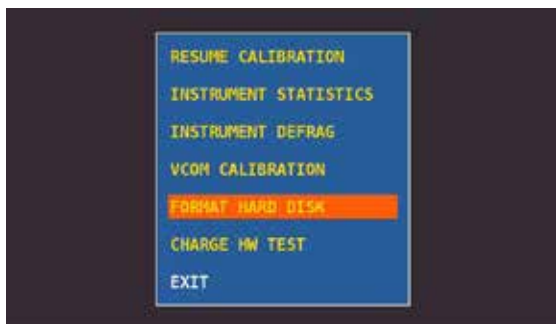 RESUME CALIBRATION
INSTRUMENT STATISTICS
INSTRUMENT DEFRAG
VCOM CALIBRATION
FORMAT HARD DISK
CHARGE HW TEST
EXIT